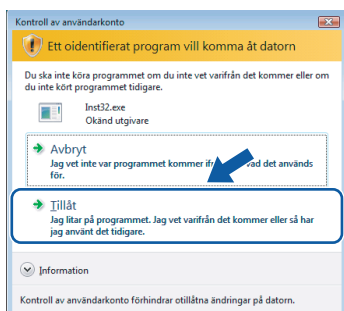 Kontroll av användarkonto
Ett oidentifierat program vill komma åt datorn
Du ska inte köra programmet om du inte vet varifrån det kommer eller om
du inte kört programmet tidigare.
Inst32.exe
Okänd utgivare
Avbryt
Jag vet inte var programmet kommer vad det används
för.
Tillåt
Jag litar på programmet. Jag vet varifrån det kommer eller så har
jag använt det tidigare.
Information
Kontroll av användarkonto förhindrar otillåtna ändringar på datorn.